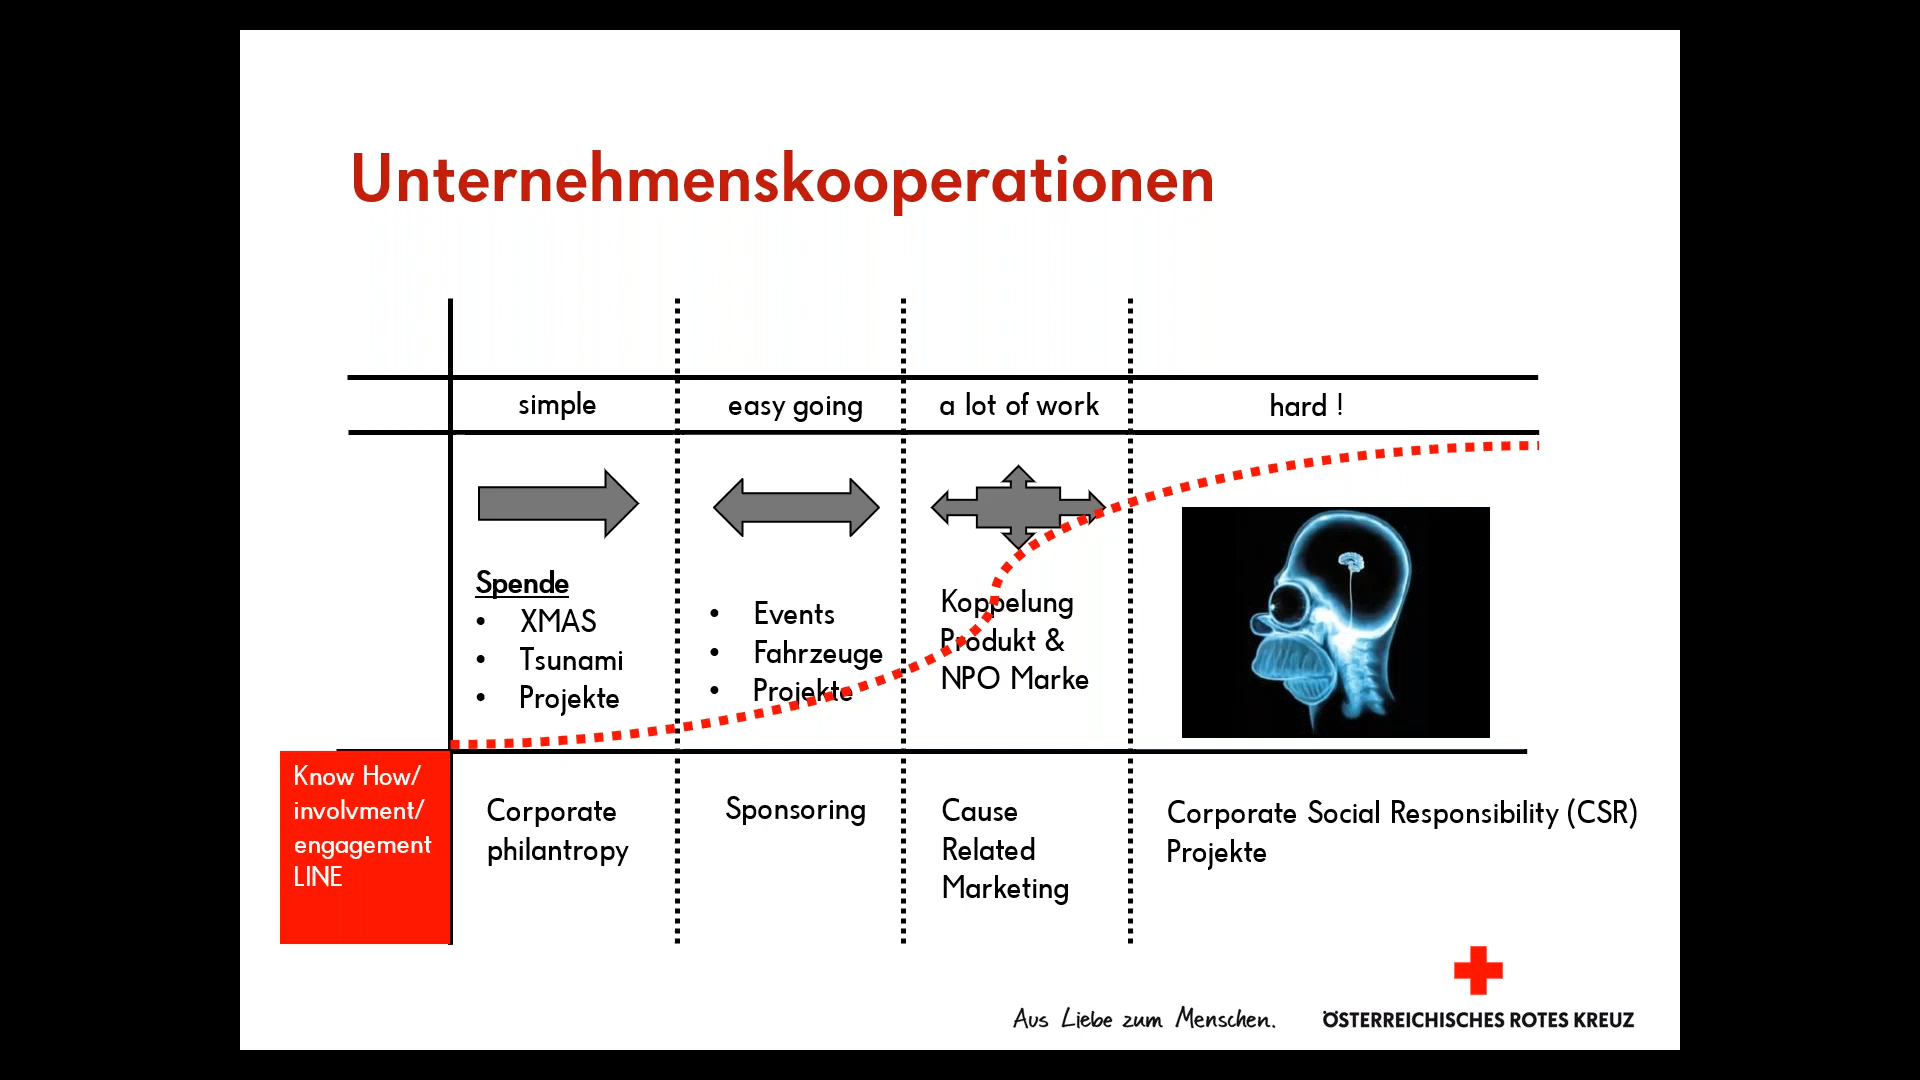 Unternehmenskooperationen
simple
easy going
a lot of work
hard !
Spende
• XMAS
• Tsunami
• Projekte
• Events
• Fahrzeuge
• Projekte
Koppelung
Produkt &
NPO Marke
Know How/
involvment/
engagement
LINE
Corporate
philantropy
Sponsoring
Cause
Related
Marketing
Corporate Social Responsibility (CSR)
Projekte
Aus Liebe zum Menschen.
ÖSTERREICHISCHES ROTES KREUZ